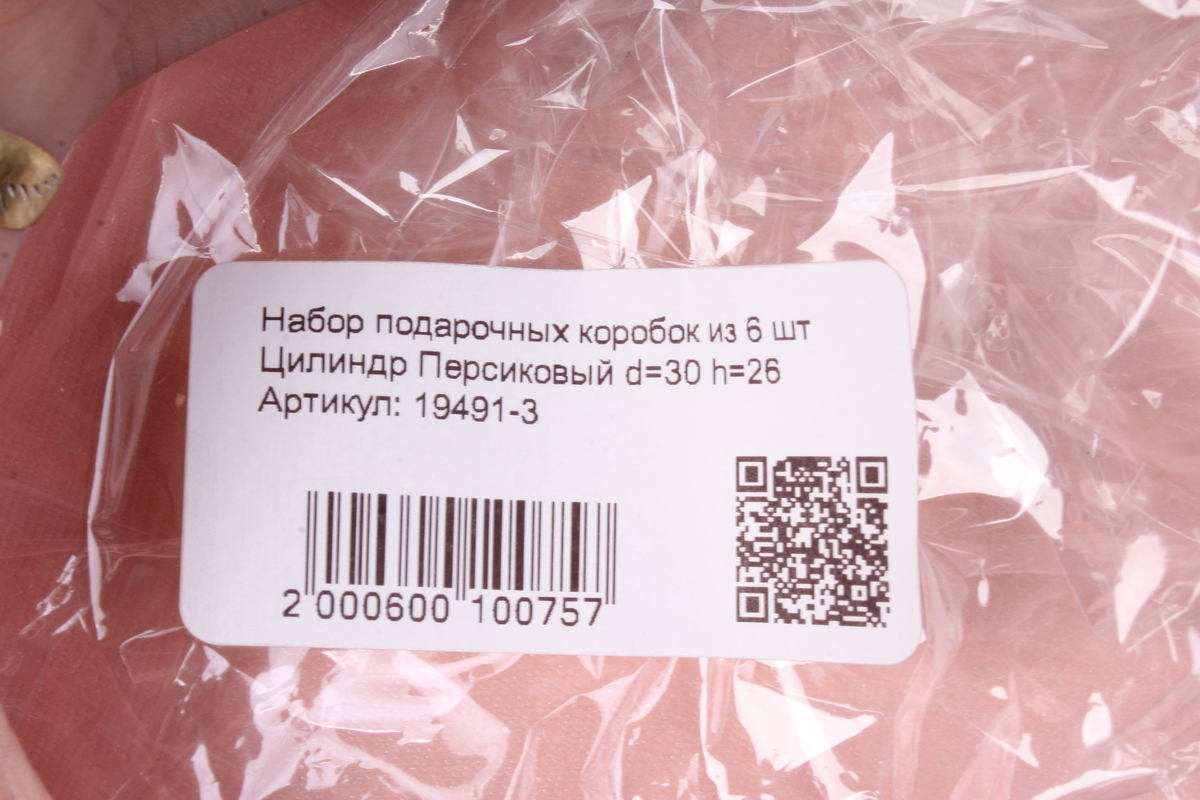 Набор подарочных коробок из 6 шт
Цилиндр Персиковый d=30 h=26
Артикул: 19491-3
2 000600 100757